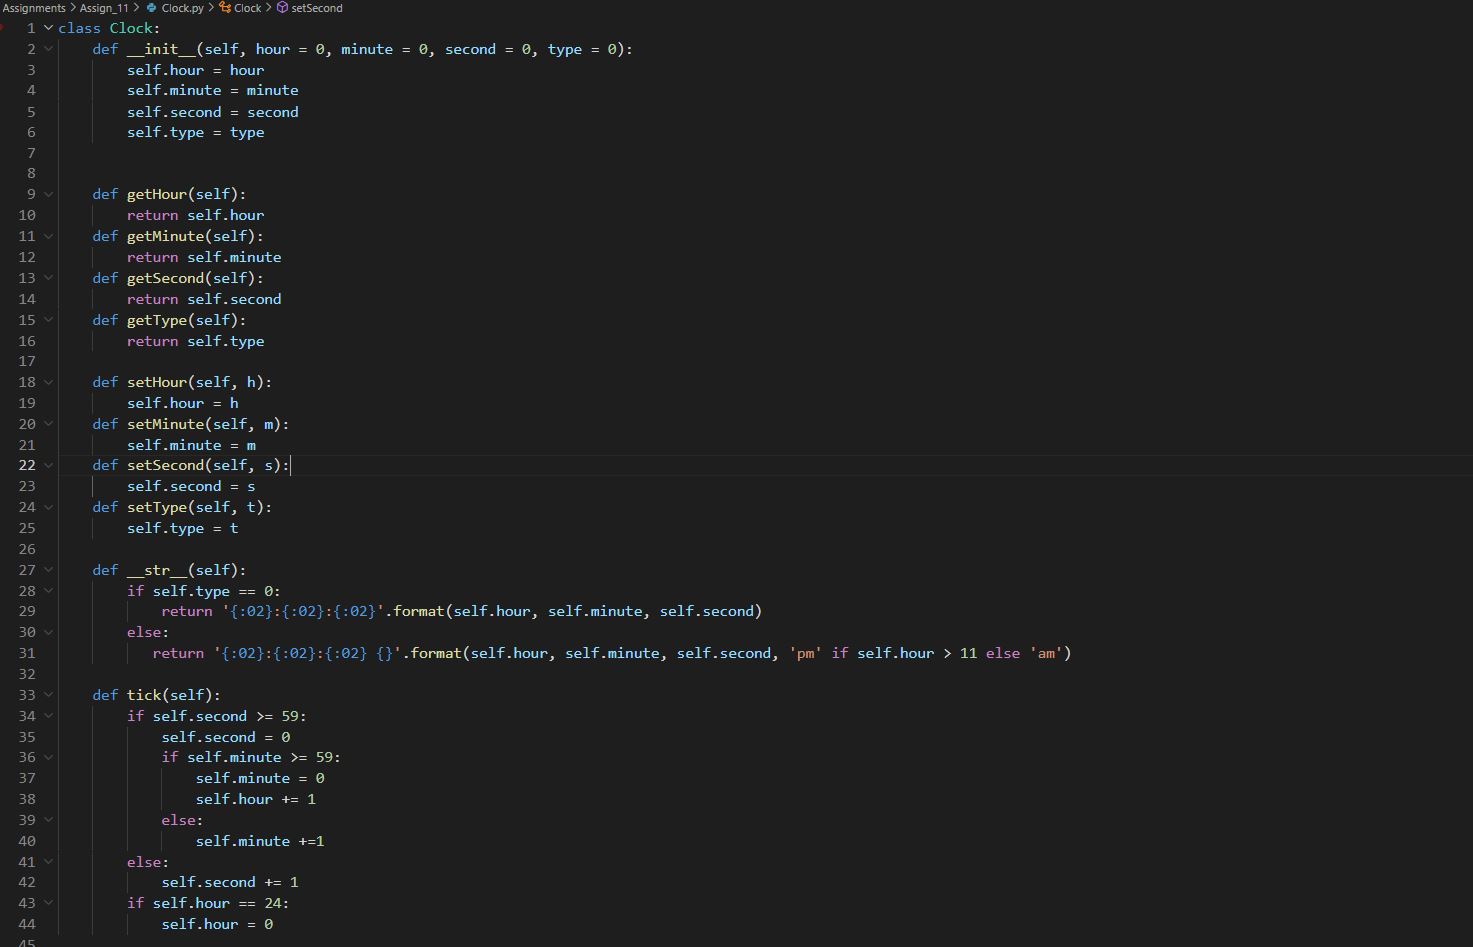 Assignments > Assign_11 > Clock.py > Clock > setSecond
1 class Clock:
2     def __init__(self, hour = 0, minute = 0, second = 0, type = 0):
3         self.hour = hour
4         self.minute = minute
5         self.second = second
6         self.type = type
7
8
9     def getHour(self):
10         return self.hour
11     def getMinute(self):
12         return self.minute
13     def getSecond(self):
14         return self.second
15     def getType(self):
16         return self.type
17
18     def setHour(self, h):
19         self.hour = h
20     def setMinute(self, m):
21         self.minute = m
22     def setSecond(self, s):
23         self.second = s
24     def setType(self, t):
25         self.type = t
26
27     def __str__(self):
28         if self.type == 0:
29             return '{:02}:{:02}:{:02}'.format(self.hour, self.minute, self.second)
30         else:
31            return '{:02}:{:02}:{:02} {}'.format(self.hour, self.minute, self.second, 'pm' if self.hour > 11 else 'am')
32
33     def tick(self):
34         if self.second >= 59:
35             self.second = 0
36             if self.minute >= 59:
37                 self.minute = 0
38                 self.hour += 1
39             else:
40                 self.minute +=1
41         else:
42             self.second += 1
43         if self.hour == 24:
44             self.hour = 0
45